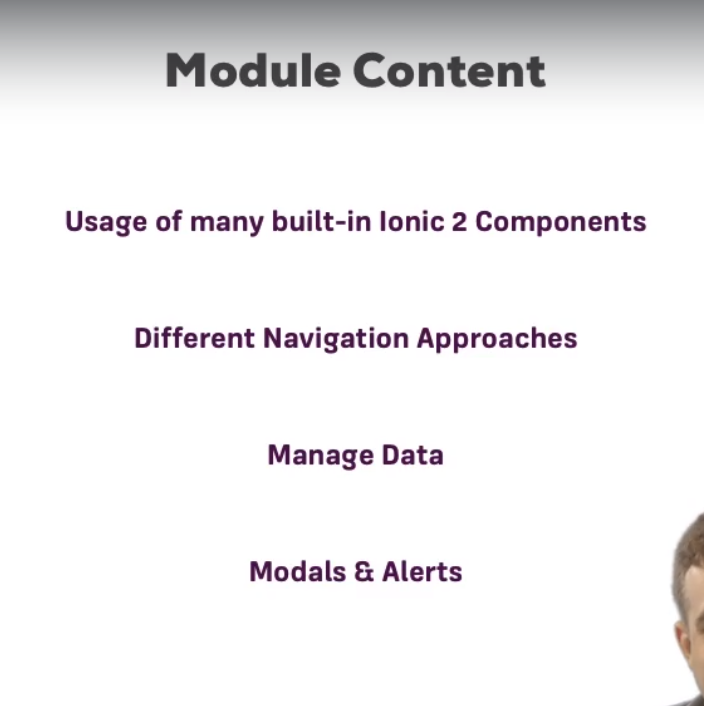 Module Content
Usage of many built-in Ionic 2 Components
Different Navigation Approaches
Manage Data
Modals & Alerts